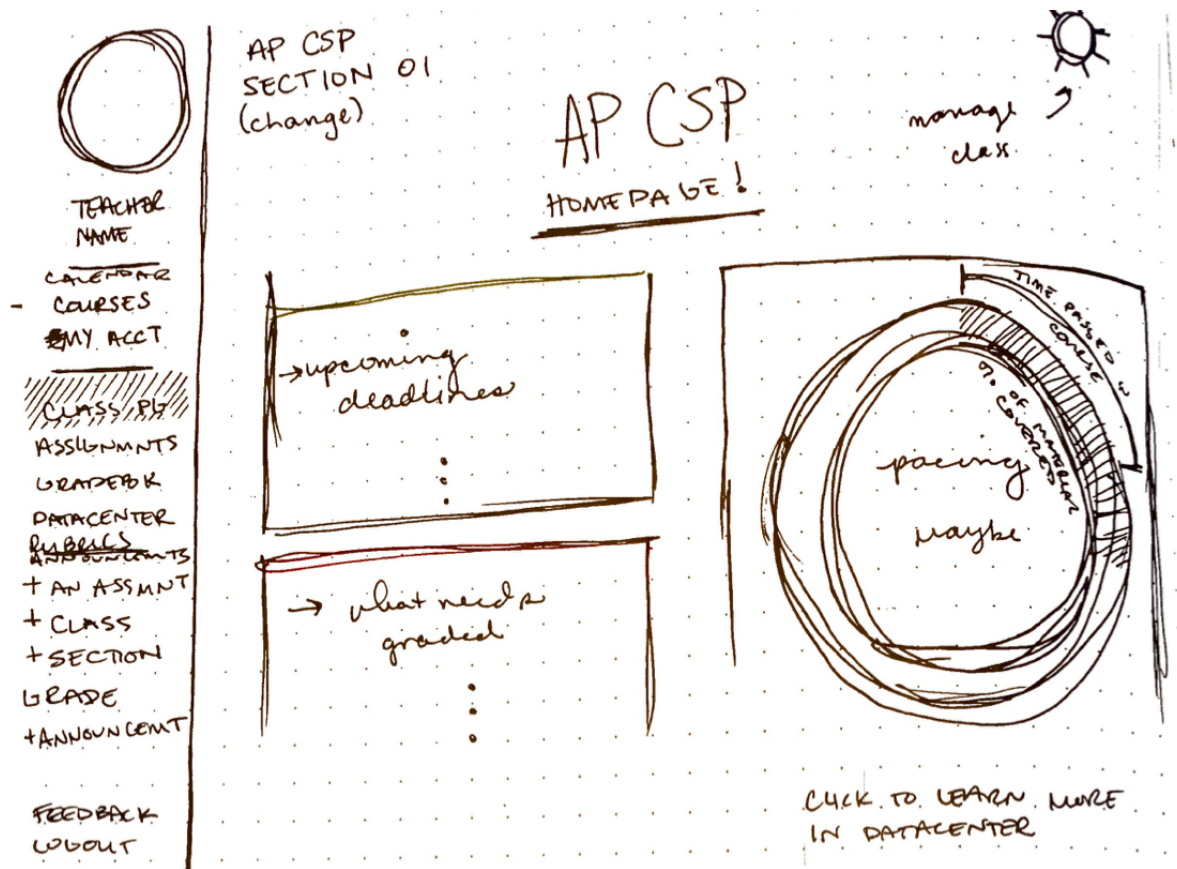 TEACHER
NAME
CALENDAR
COURSES
MY ACCT
CLASS PG
ASSIGNMNTS
GRADEBK
DATACENTER
RUBRICS
ANNOUNCEMTS
+ AN ASSMNT
+ CLASS
+ SECTION
GRADE
+ANNOUNCEMT
FEEDBACK
LOGOUT
AP CSP
SECTION 01
(change)
AP CSP
HOMEPAGE!
manage
class
→ upcoming
deadlines
→ what needs
graded
TIME PASSED
COURSE
% OF MATERIAL
COVERED
pacing
maybe
CLICK TO LEARN MORE
IN DATACENTER